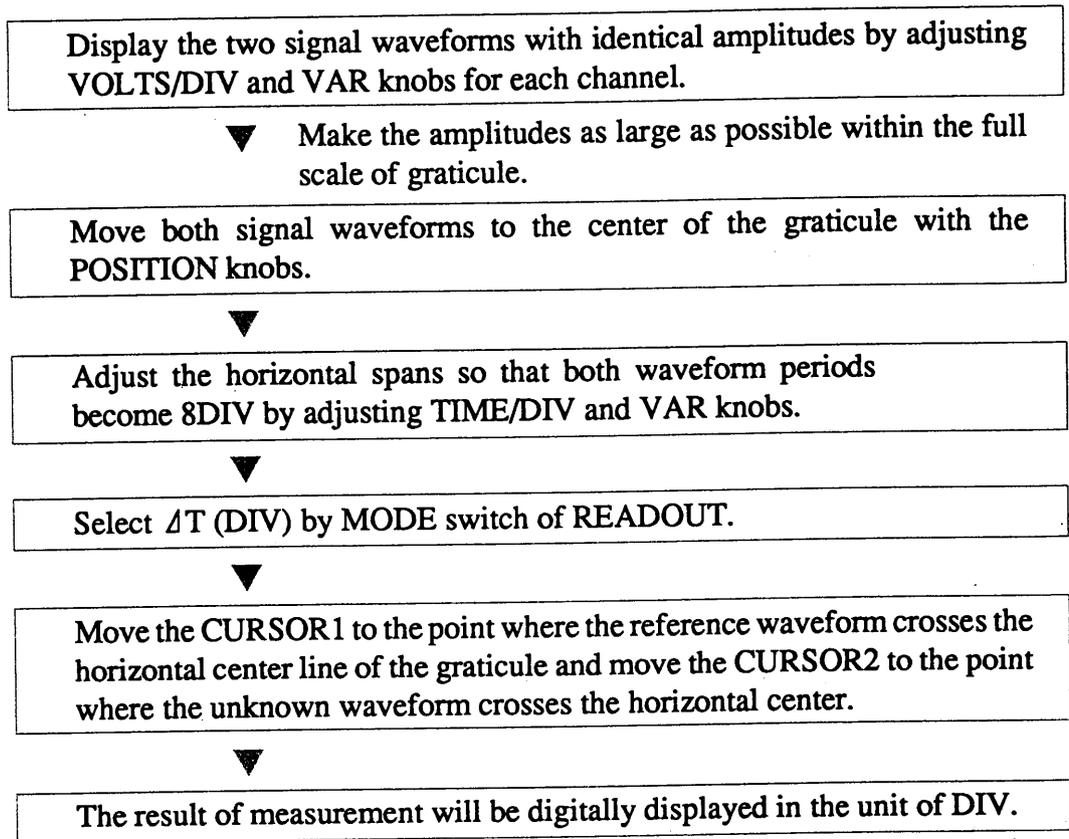 Display the two signal waveforms with identical amplitudes by adjusting
VOLTS/DIV and VAR knobs for each channel.
▼ Make the amplitudes as large as possible within the full
scale of graticule.
Move both signal waveforms to the center of the graticule with the
POSITION knobs.
▼
Adjust the horizontal spans so that both waveform periods
become 8DIV by adjusting TIME/DIV and VAR knobs.
▼
Select ⊿T (DIV) by MODE switch of READOUT.
▼
Move the CURSOR1 to the point where the reference waveform crosses the
horizontal center line of the graticule and move the CURSOR2 to the point
where the unknown waveform crosses the horizontal center.
▼
The result of measurement will be digitally displayed in the unit of DIV.